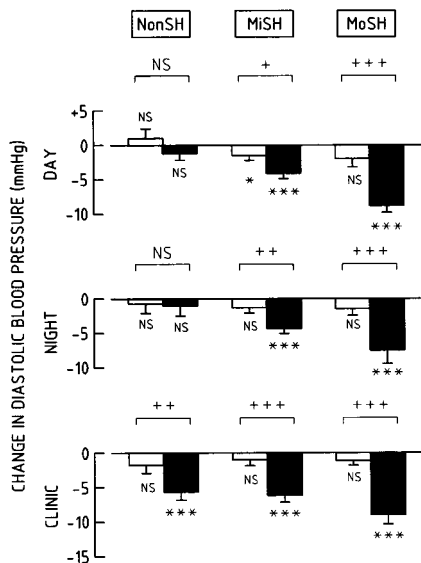 NonSH MiSH MoSH
NS + +++
CHANGE IN DIASTOLIC BLOOD PRESSURE (mmHg)
DAY
+5
0
-5
-10
NS
NS
*
***
NS
***
NS ++ +++
NIGHT
0
-5
-10
NS
NS
NS
***
NS
***
++ +++ +++
CLINIC
0
-5
-10
-15
NS
***
NS
***
NS
***